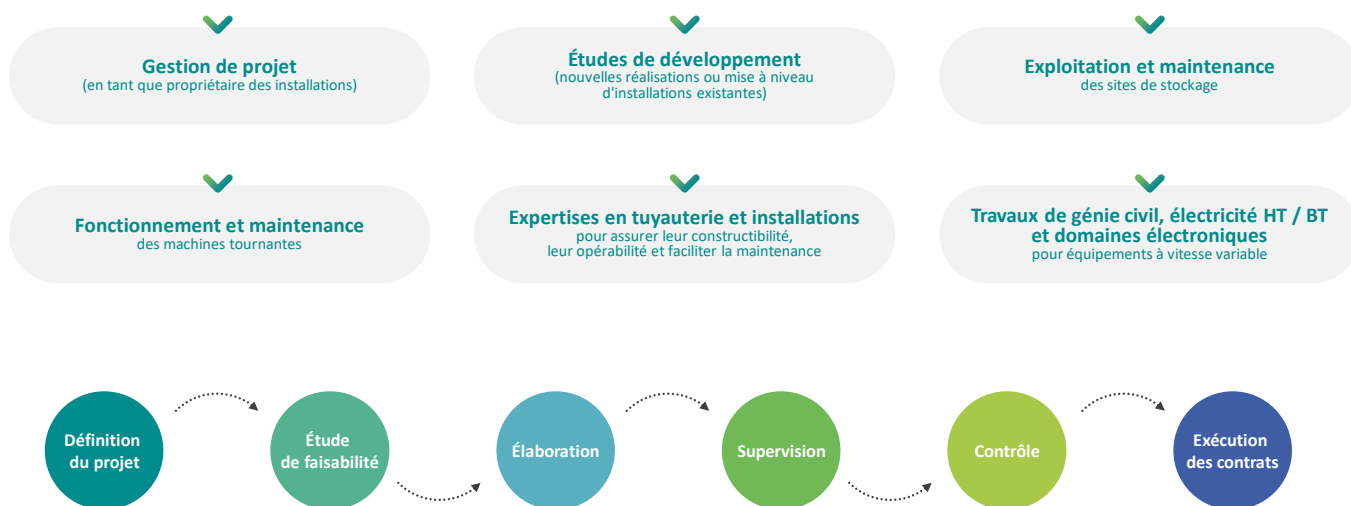 Gestion de projet
(en tant que propriétaire des installations)
Études de développement
(nouvelles réalisations ou mise à niveau
d'installations existantes)
Exploitation et maintenance
des sites de stockage
Fonctionnement et maintenance
des machines tournantes
Expertises en tuyauterie et installations
pour assurer leur constructibilité,
leur opérabilité et faciliter la maintenance
Travaux de génie civil, électricité HT / BT
et domaines électroniques
pour équipements à vitesse variable
Définition
du projet
Étude
de faisabilité
Élaboration
Supervision
Contrôle
Exécution
des contrats